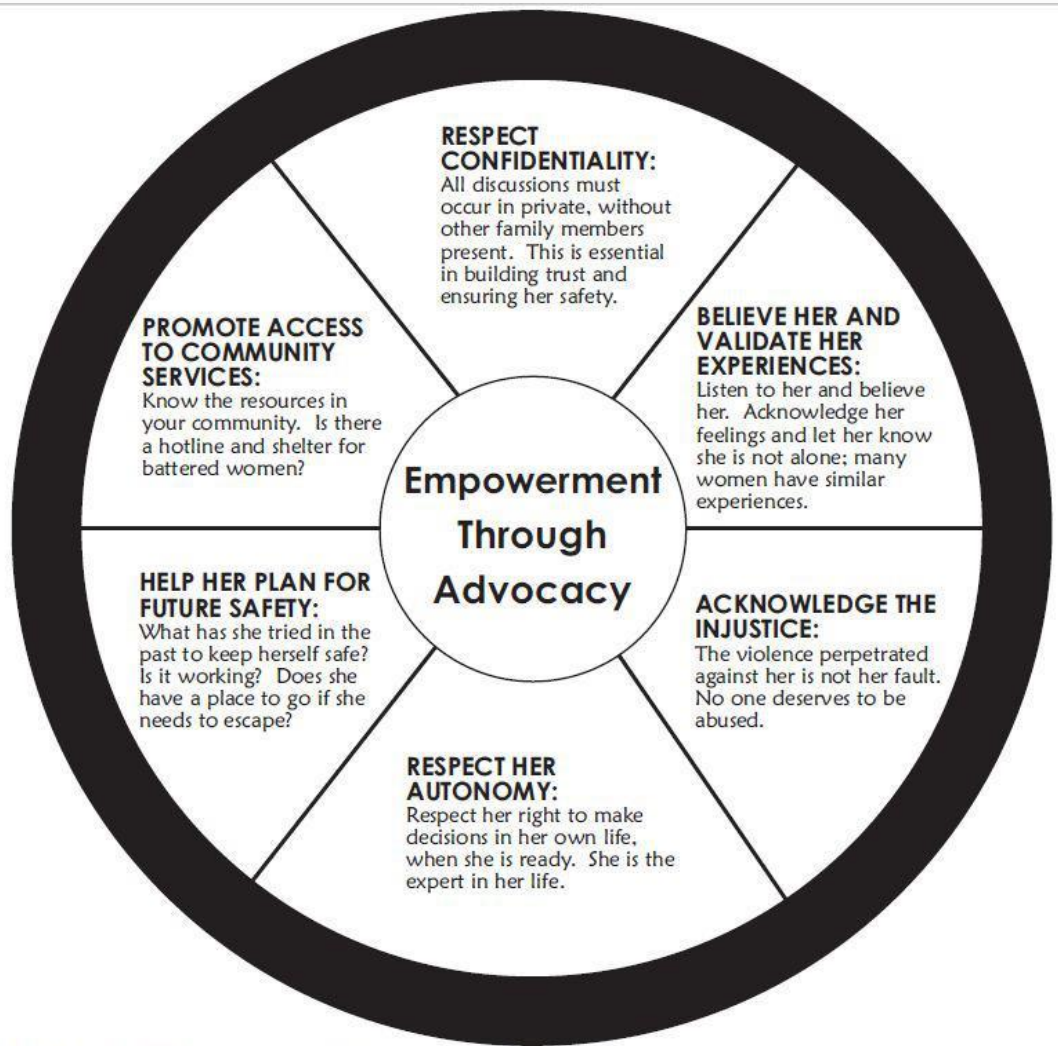 RESPECT
CONFIDENTIALITY:
All discussions must
occur in private, without
other family members
present.  This is essential
in building trust and
ensuring her safety.
BELIEVE HER AND
VALIDATE HER
EXPERIENCES:
Listen to her and believe
her.  Acknowledge her
feelings and let her know
she is not alone; many
women have similar
experiences.
ACKNOWLEDGE THE
INJUSTICE:
The violence perpetrated
against her is not her fault.
No one deserves to be
abused.
RESPECT HER
AUTONOMY:
Respect her right to make
decisions in her own life,
when she is ready.  She is the
expert in her life.
HELP HER PLAN FOR
FUTURE SAFETY:
What has she tried in the
past to keep herself safe?
Is it working?  Does she
have a place to go if she
needs to escape?
PROMOTE ACCESS
TO COMMUNITY
SERVICES:
Know the resources in
your community.  Is there
a hotline and shelter for
battered women?
Empowerment
Through
Advocacy